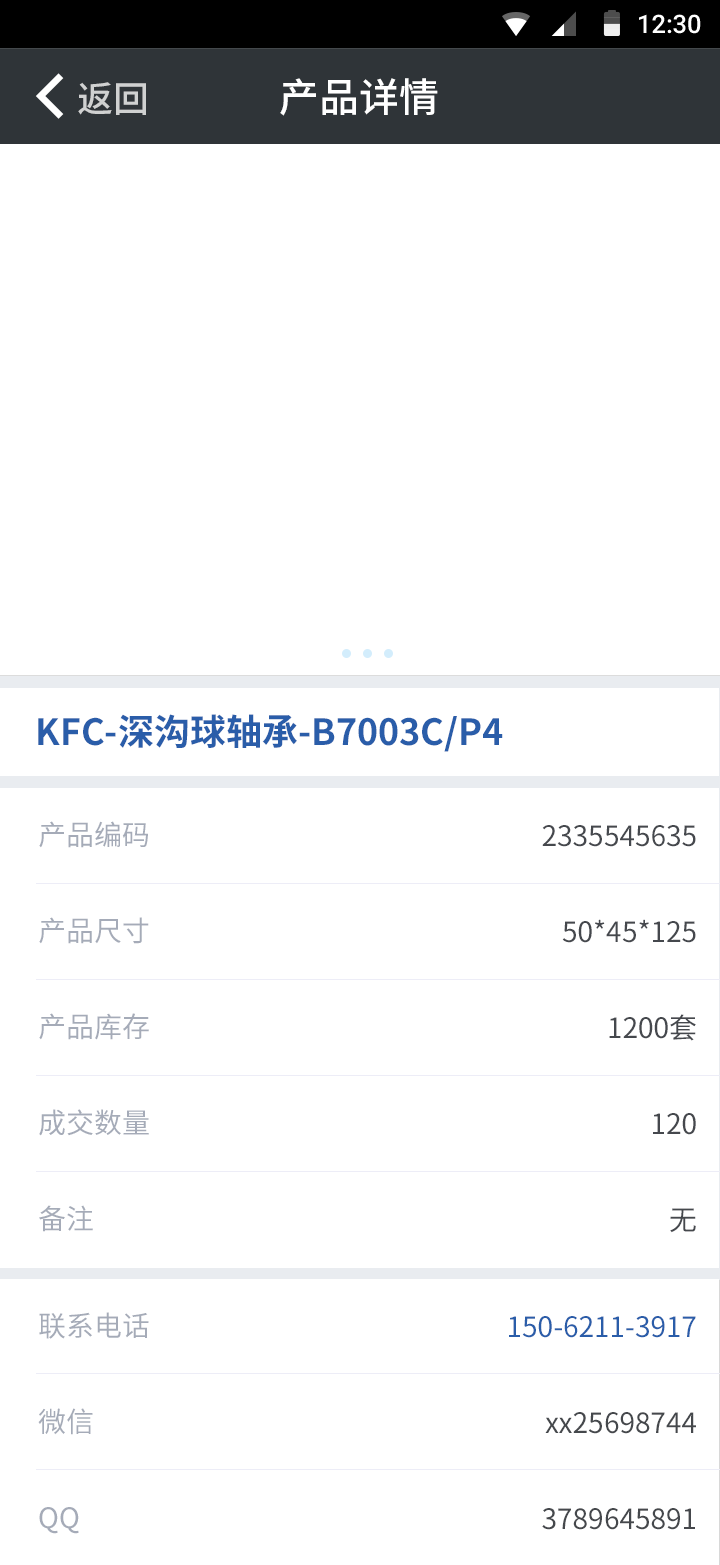 12:30
返回
产品详情
KFC-深沟球轴承-B7003C/P4
产品编码 2335545635
产品尺寸 50*45*125
产品库存 1200套
成交数量 120
备注 无
联系电话 150-6211-3917
微信 xx25698744
QQ 3789645891